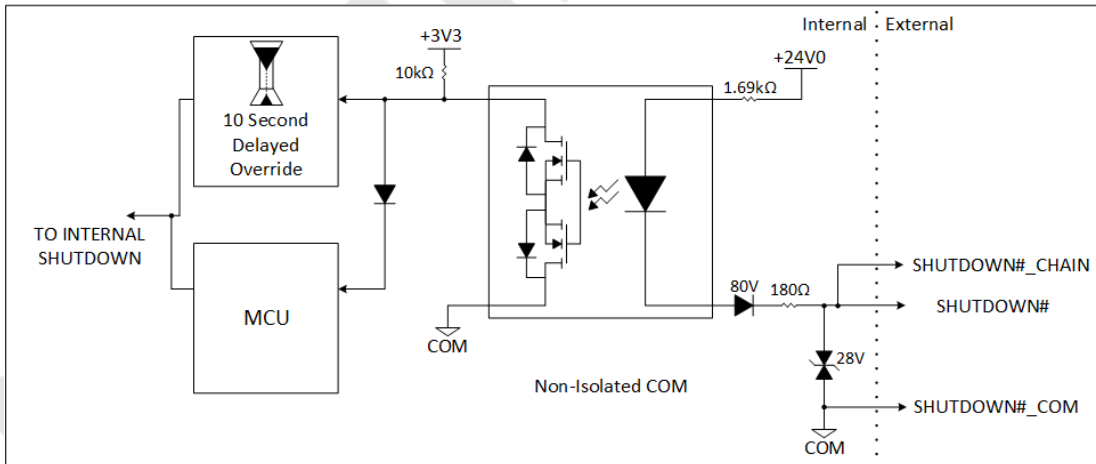 Internal
External
+3V3
+24V0
10kΩ
1.69kΩ
10 Second
Delayed
Override
TO INTERNAL
SHUTDOWN
SHUTDOWN#_CHAIN
80V
180Ω
SHUTDOWN#
MCU
COM
28V
Non-Isolated COM
SHUTDOWN#_COM
COM